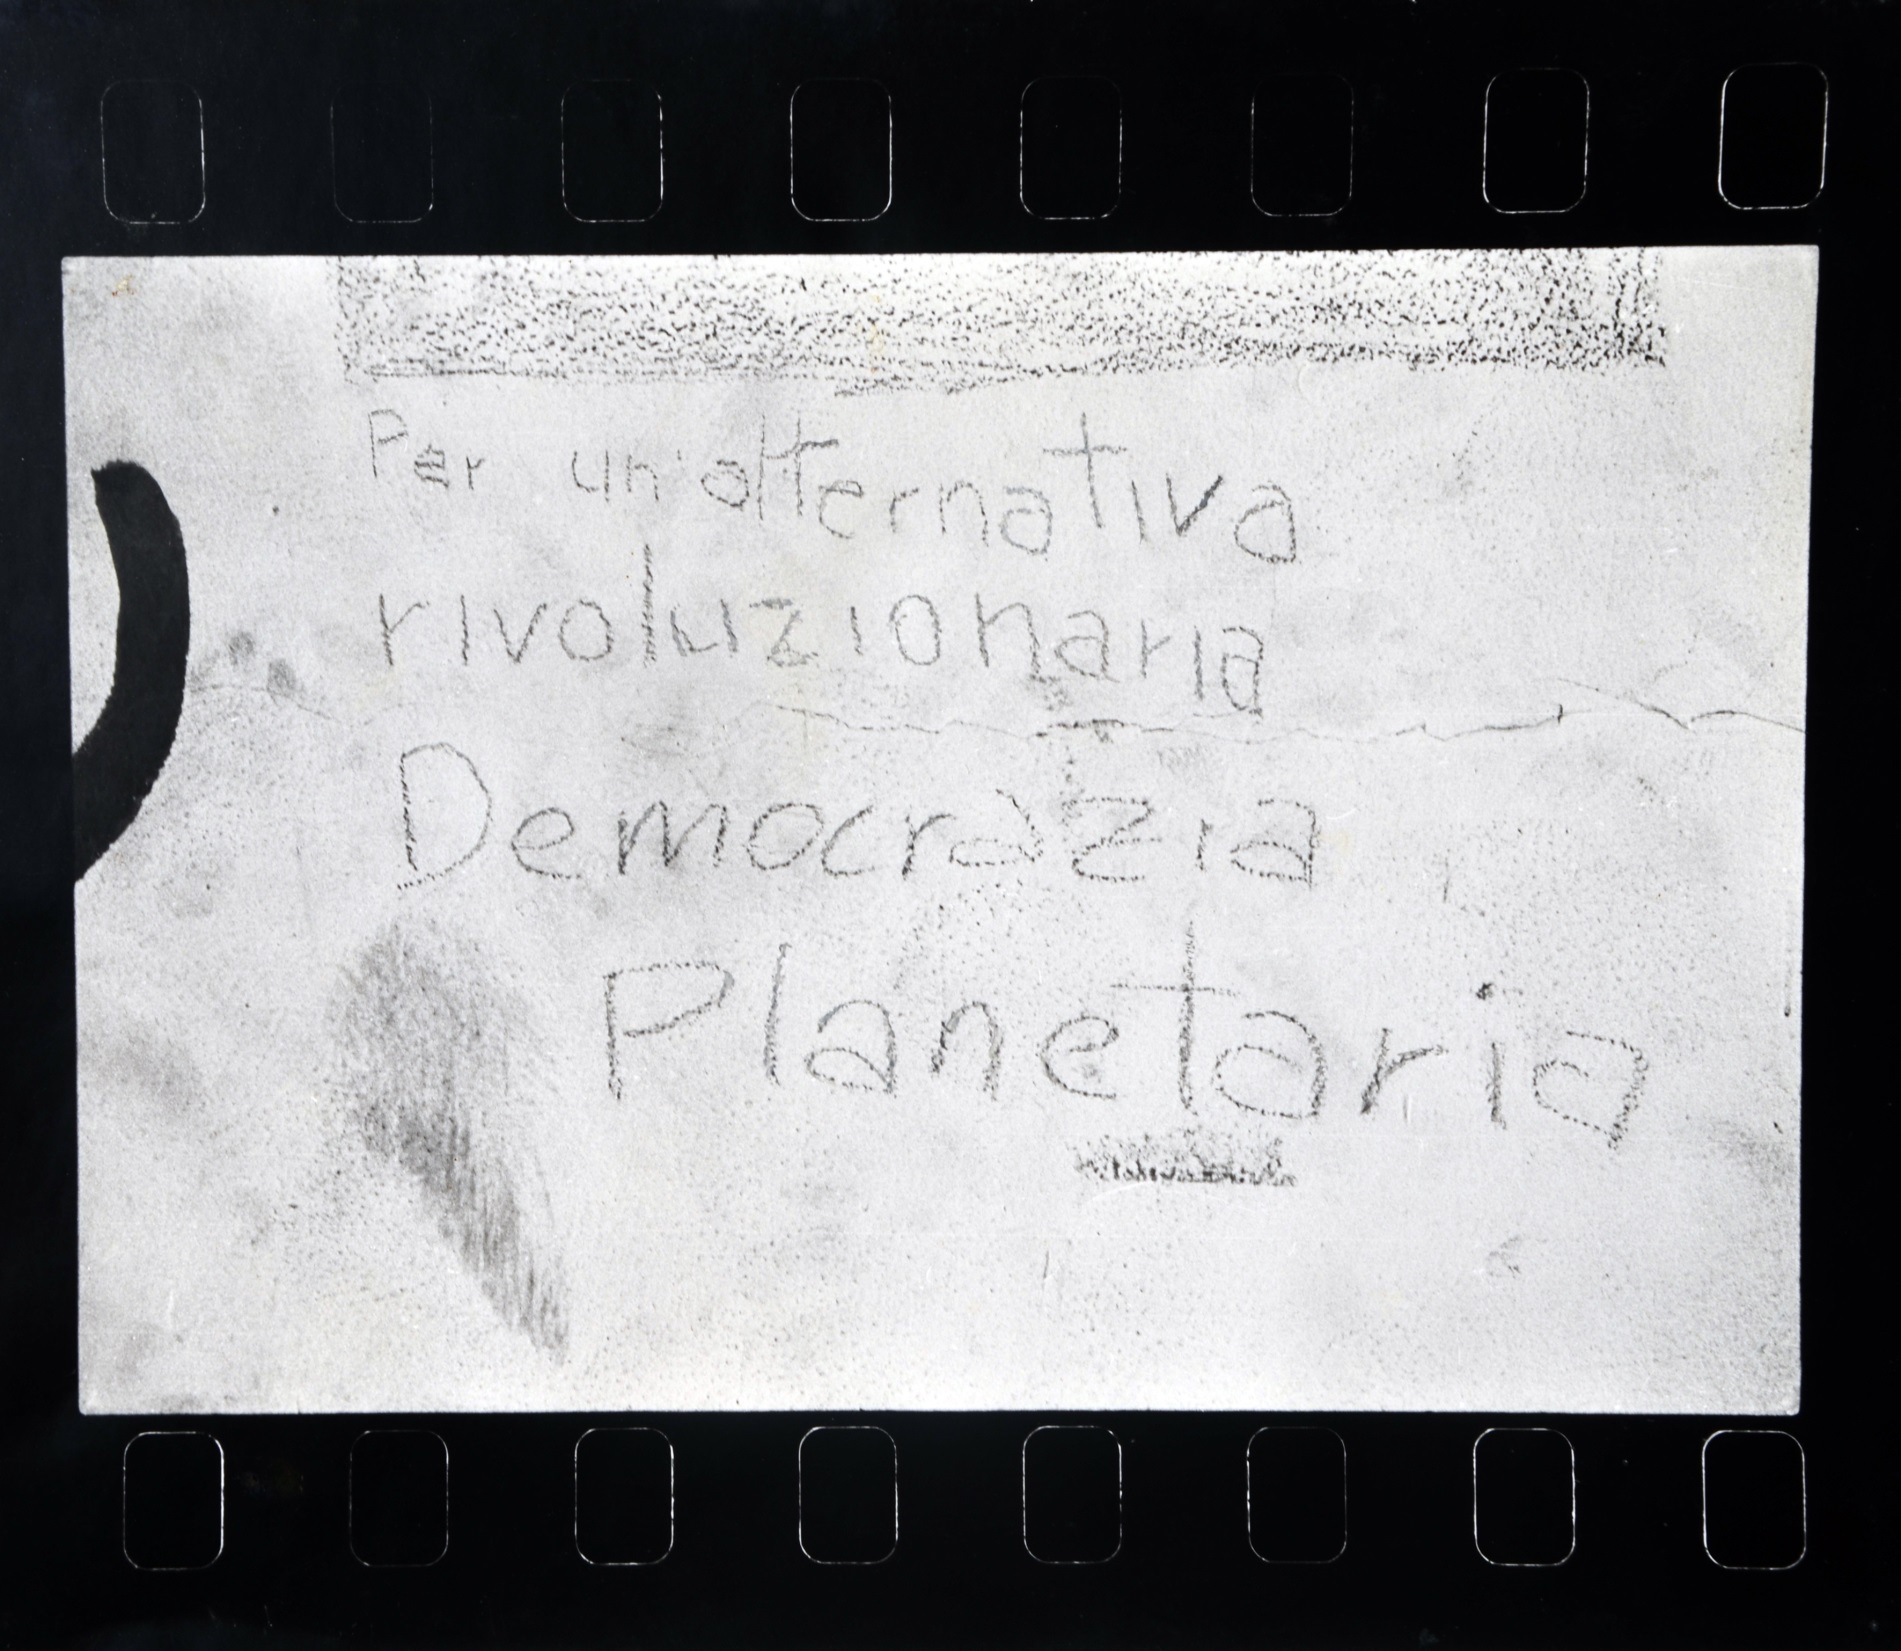 Per un'alternativa
rivoluzionaria
Democrazia
Planetaria